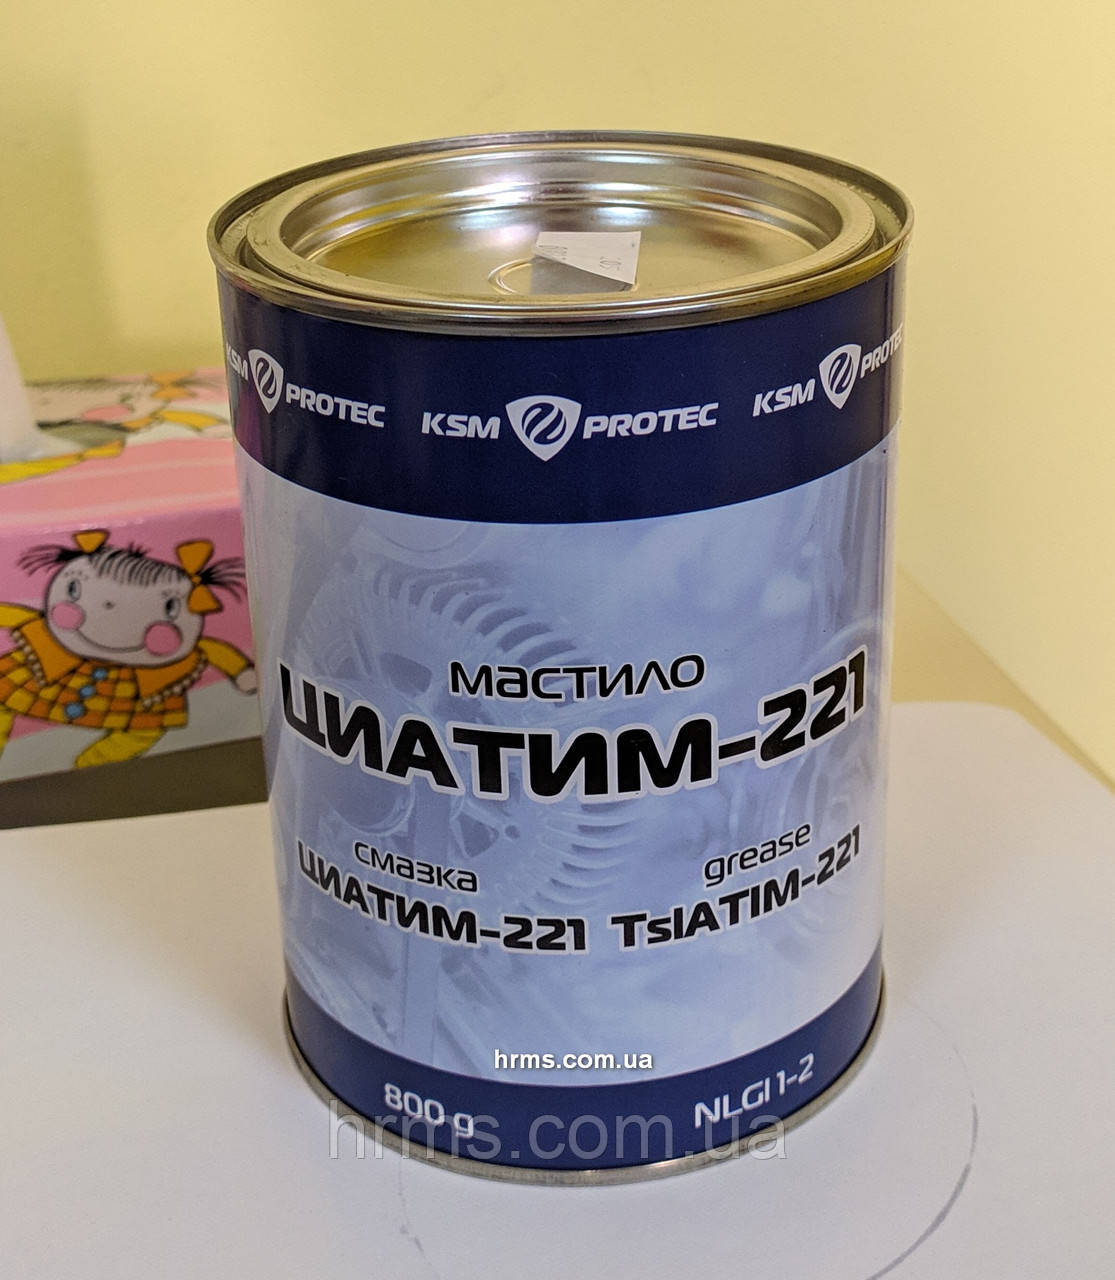 KSM PROTEC
KSM PROTEC
KSM PROTEC
мастило
ЦИАТИМ-221
смазка
ЦИАТИМ-221
grease
TsIATIM-221
hrms.com.ua
800 g
NLGI 1-2
hrms.com.ua